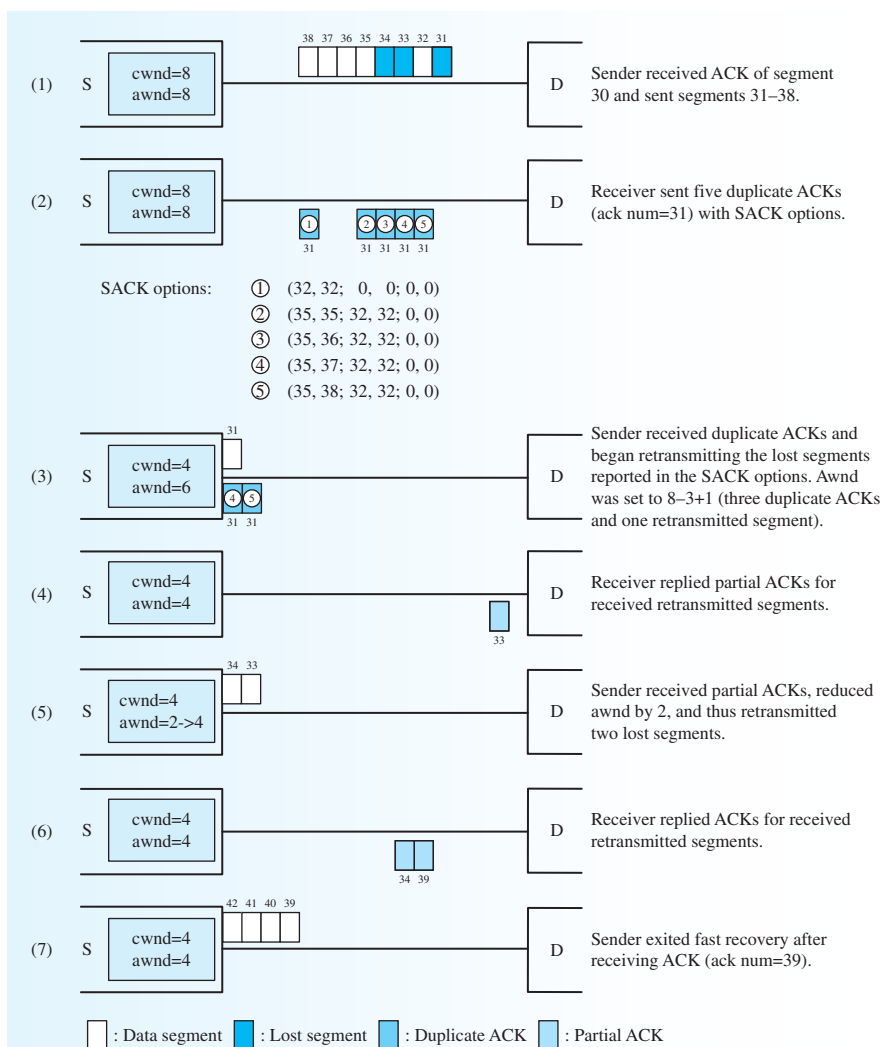 38 37 36 35 34 33 32 31
(1) S cwnd=8 awnd=8 D
Sender received ACK of segment
30 and sent segments 31–38.
(2) S cwnd=8 awnd=8 D
Receiver sent five duplicate ACKs
(ack num=31) with SACK options.
1 2 3 4 5
31 31 31 31 31
SACK options:
1 (32, 32; 0, 0; 0, 0)
2 (35, 35; 32, 32; 0, 0)
3 (35, 36; 32, 32; 0, 0)
4 (35, 37; 32, 32; 0, 0)
5 (35, 38; 32, 32; 0, 0)
31
(3) S cwnd=4 awnd=6 D
4 5
31 31
Sender received duplicate ACKs and
began retransmitting the lost segments
reported in the SACK options. Awnd
was set to 8–3+1 (three duplicate ACKs
and one retransmitted segment).
(4) S cwnd=4 awnd=4 D
33
Receiver replied partial ACKs for
received retransmitted segments.
34 33
(5) S cwnd=4 awnd=2->4 D
Sender received partial ACKs, reduced
awnd by 2, and thus retransmitted
two lost segments.
(6) S cwnd=4 awnd=4 D
34 39
Receiver replied ACKs for received
retransmitted segments.
42 41 40 39
(7) S cwnd=4 awnd=4 D
Sender exited fast recovery after
receiving ACK (ack num=39).
: Data segment : Lost segment : Duplicate ACK : Partial ACK